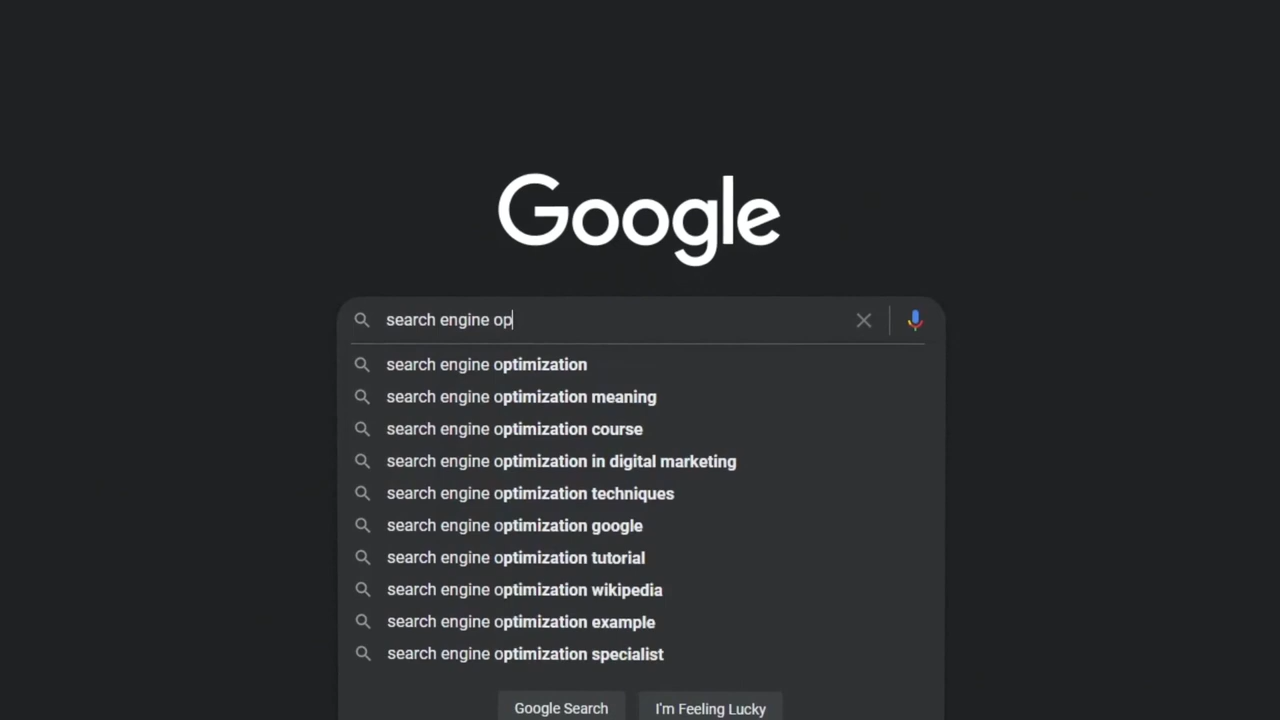 Google
search engine op
search engine optimization
search engine optimization meaning
search engine optimization course
search engine optimization in digital marketing
search engine optimization techniques
search engine optimization google
search engine optimization tutorial
search engine optimization wikipedia
search engine optimization example
search engine optimization specialist
Google Search I'm Feeling Lucky